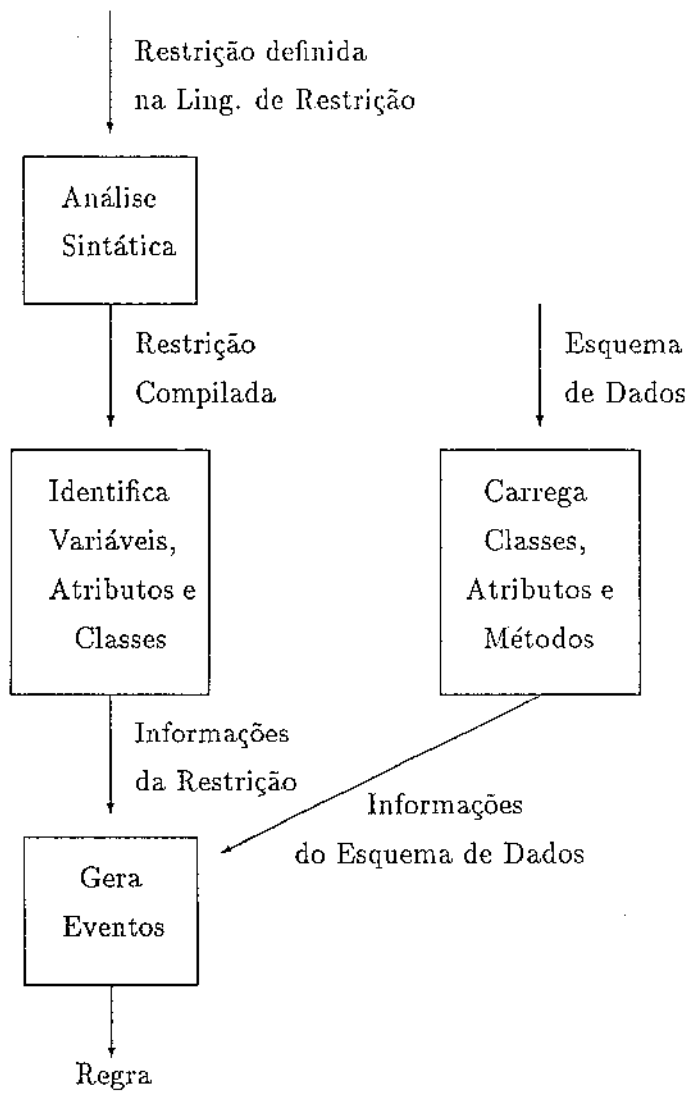 Restrição definida
na Ling. de Restrição
Análise
Sintática
Restrição
Compilada
Esquema
de Dados
Identifica
Variáveis,
Atributos e
Classes
Carrega
Classes,
Atributos e
Métodos
Informações
da Restrição
Informações
do Esquema de Dados
Gera
Eventos
Regra